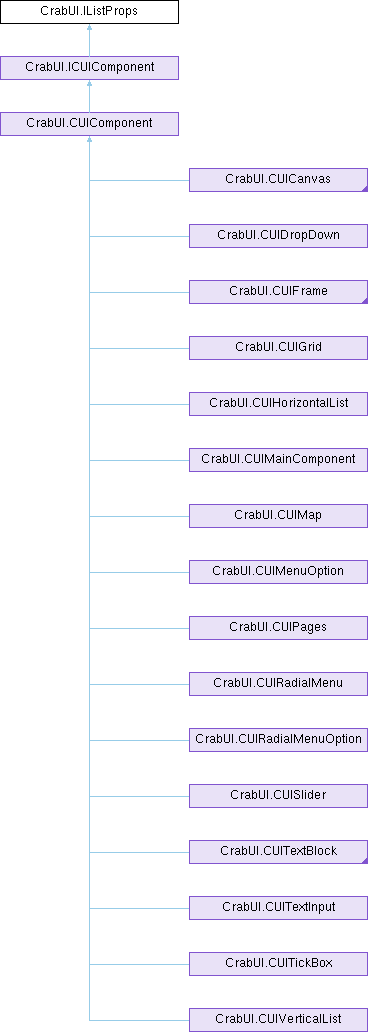 CrabUI.IListProps
CrabUI.ICUIComponent
CrabUI.CUIComponent
CrabUI.CUICanvas
CrabUI.CUIDropDown
CrabUI.CUIFrame
CrabUI.CUIGrid
CrabUI.CUIHorizontalList
CrabUI.CUIMainComponent
CrabUI.CUIMap
CrabUI.CUIMenuOption
CrabUI.CUIPages
CrabUI.CUIRadialMenu
CrabUI.CUIRadialMenuOption
CrabUI.CUISlider
CrabUI.CUITextBlock
CrabUI.CUITextInput
CrabUI.CUITickBox
CrabUI.CUIVerticalList